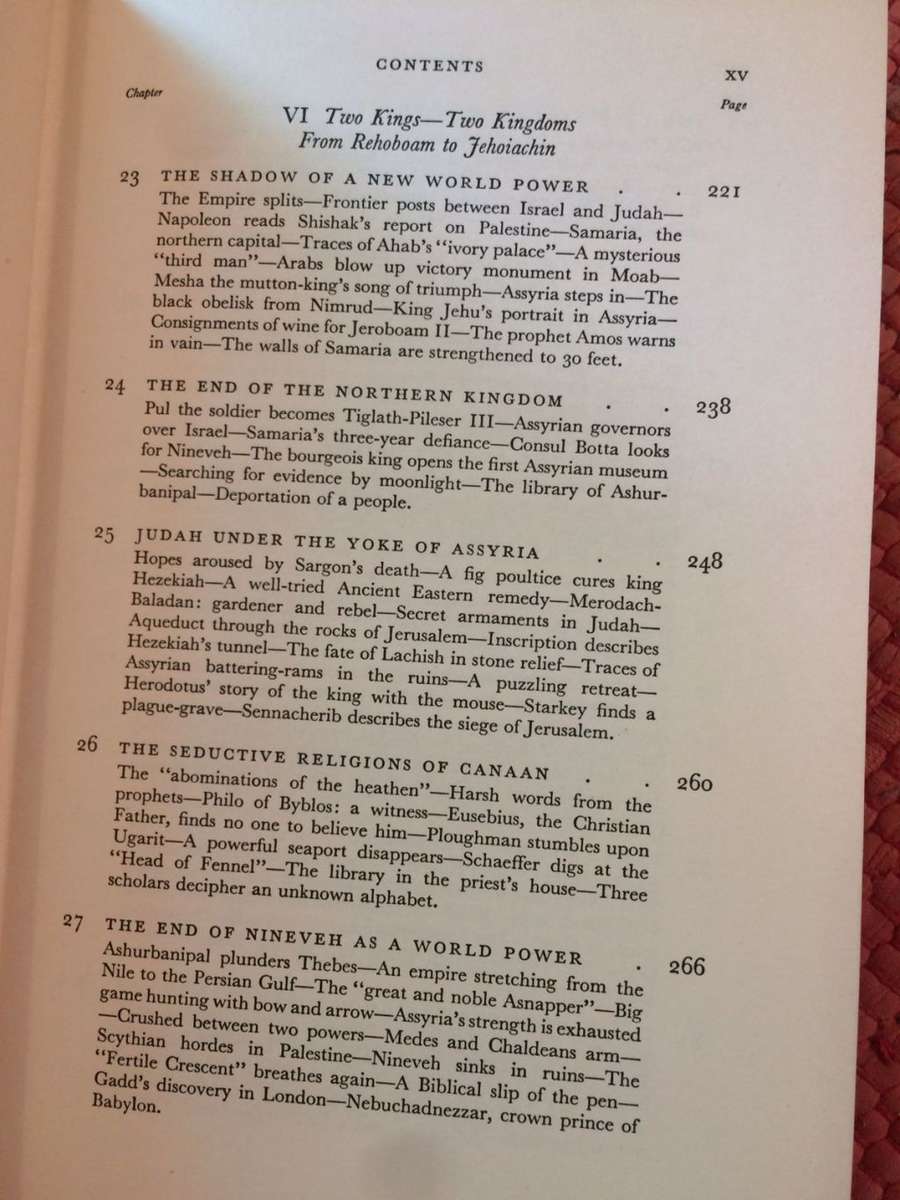 CONTENTS
XV
Chapter
Page
VI Two Kings—Two Kingdoms
From Rehoboam to Jehoiachin
23 THE SHADOW OF A NEW WORLD POWER . . 221
The Empire splits—Frontier posts between Israel and Judah—
Napoleon reads Shishak's report on Palestine—Samaria, the
northern capital—Traces of Ahab's "ivory palace"—A mysterious
"third man"—Arabs blow up victory monument in Moab—
Mesha the mutton-king's song of triumph—Assyria steps in—The
black obelisk from Nimrud—King Jehu's portrait in Assyria—
Consignments of wine for Jeroboam II—The prophet Amos warns
in vain—The walls of Samaria are strengthened to 30 feet.
24 THE END OF THE NORTHERN KINGDOM . . 238
Pul the soldier becomes Tiglath-Pileser III—Assyrian governors
over Israel—Samaria's three-year defiance—Consul Botta looks
for Nineveh—The bourgeois king opens the first Assyrian museum
—Searching for evidence by moonlight—The library of Ashur-
banipal—Deportation of a people.
25 JUDAH UNDER THE YOKE OF ASSYRIA . . 248
Hopes aroused by Sargon's death—A fig poultice cures king
Hezekiah—A well-tried Ancient Eastern remedy—Merodach-
Baladan: gardener and rebel—Secret armaments in Judah—
Aqueduct through the rocks of Jerusalem—Inscription describes
Hezekiah's tunnel—The fate of Lachish in stone relief—Traces of
Assyrian battering-rams in the ruins—A puzzling retreat—
Herodotus' story of the king with the mouse—Starkey finds a
plague-grave—Sennacherib describes the siege of Jerusalem.
26 THE SEDUCTIVE RELIGIONS OF CANAAN . . 260
The "abominations of the heathen"—Harsh words from the
prophets—Philo of Byblos: a witness—Eusebius, the Christian
Father, finds no one to believe him—Ploughman stumbles upon
Ugarit—A powerful seaport disappears—Schaeffer digs at the
"Head of Fennel"—The library in the priest's house—Three
scholars decipher an unknown alphabet.
27 THE END OF NINEVEH AS A WORLD POWER . 266
Ashurbanipal plunders Thebes—An empire stretching from the
Nile to the Persian Gulf—The "great and noble Asnapper"—Big
game hunting with bow and arrow—Assyria's strength is exhausted
—Crushed between two powers—Medes and Chaldeans arm—
Scythian hordes in Palestine—Nineveh sinks in ruins—The
"Fertile Crescent" breathes again—A Biblical slip of the pen—
Gadd's discovery in London—Nebuchadnezzar, crown prince of
Babylon.